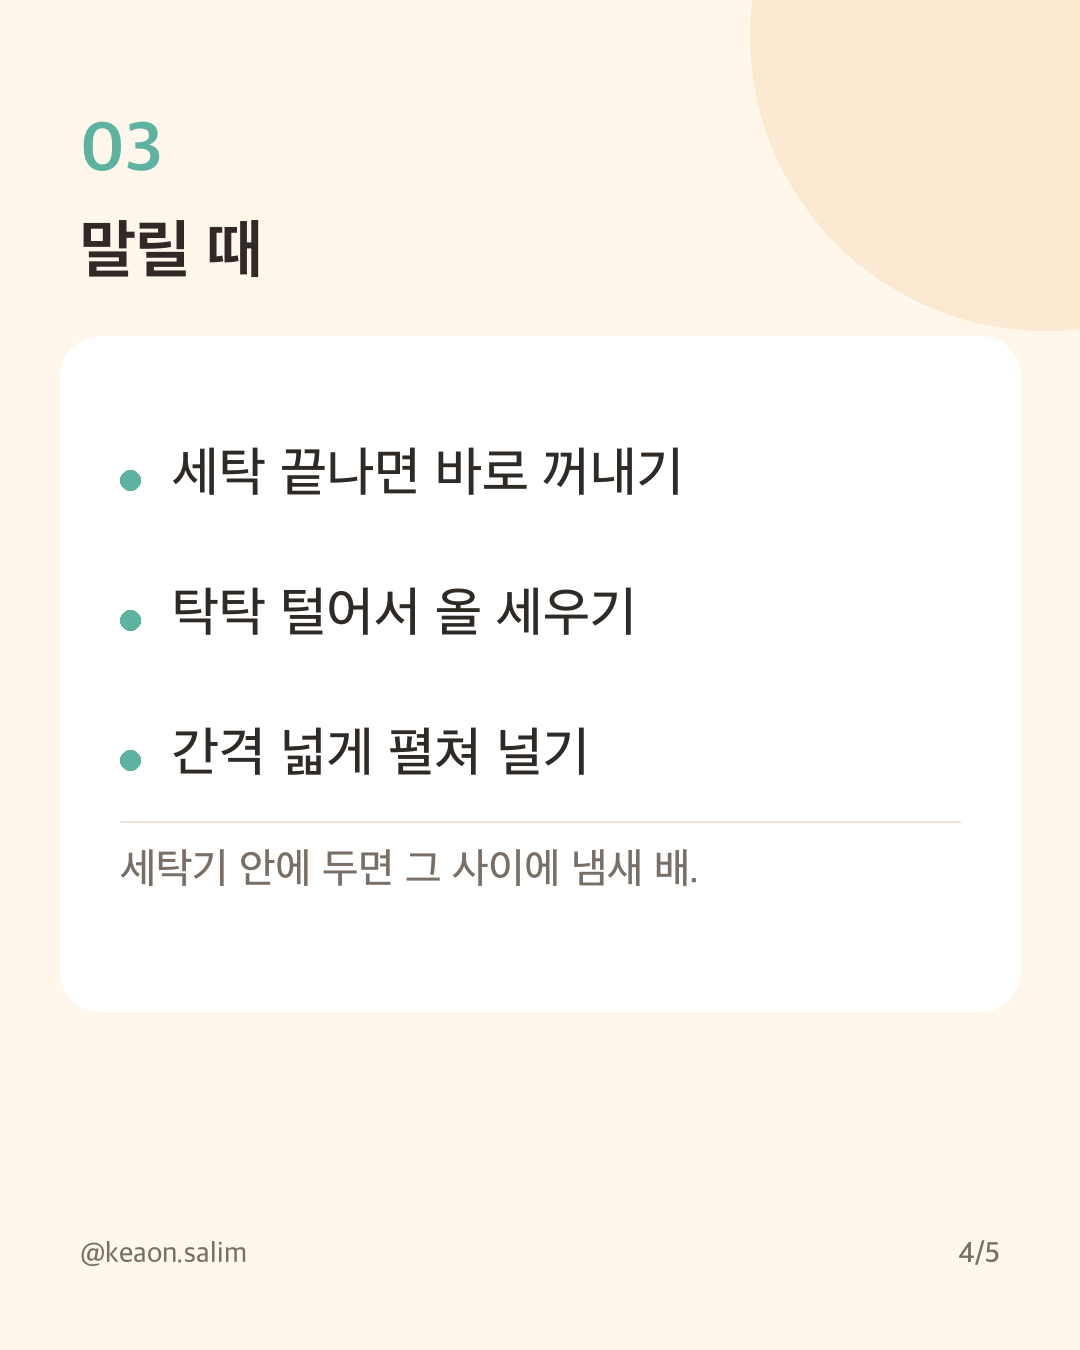 03
말릴 때
세탁 끝나면 바로 꺼내기
탁탁 털어서 올 세우기
간격 넓게 펼쳐 널기
세탁기 안에 두면 그 사이에 냄새 배.
@keaon.salim
4/5